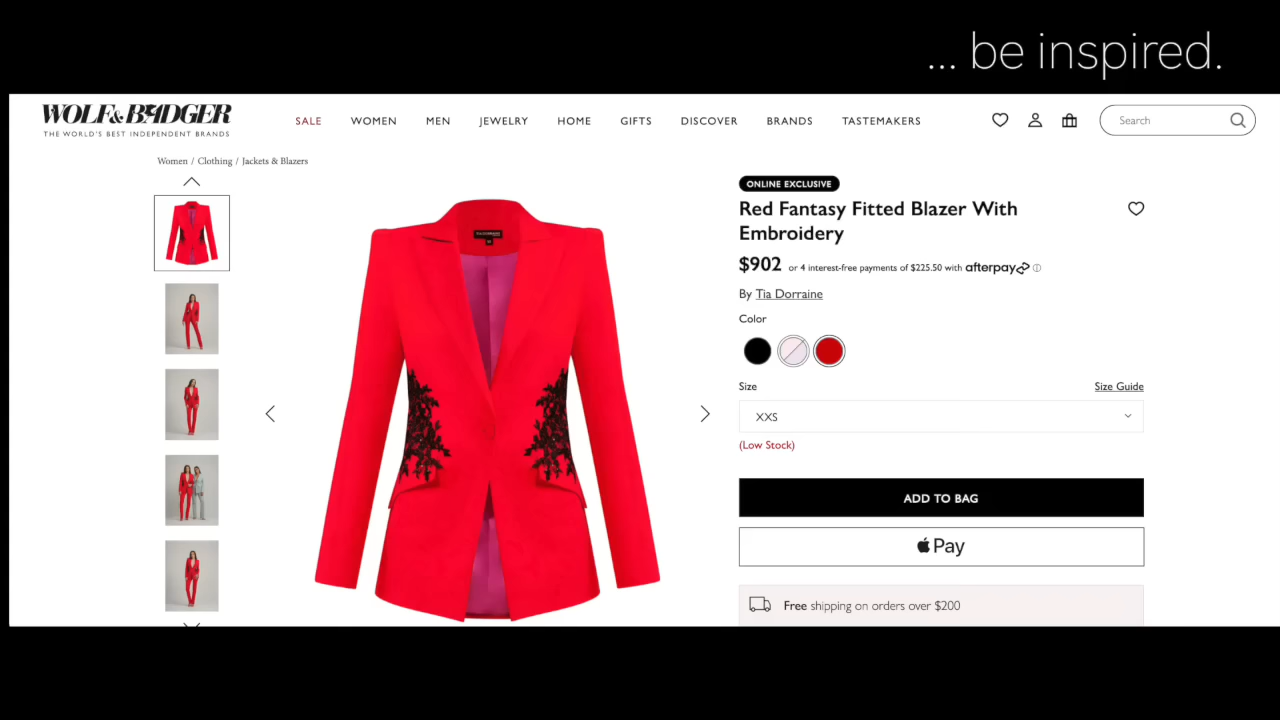 ... be inspired.
WOLF & BADGER
THE WORLD'S BEST INDEPENDENT BRANDS
SALE WOMEN MEN JEWELRY HOME GIFTS DISCOVER BRANDS TASTEMAKERS
Search
Women / Clothing / Jackets & Blazers
ONLINE EXCLUSIVE
Red Fantasy Fitted Blazer With
Embroidery
$902 or 4 interest-free payments of $225.50 with afterpay
By Tia Dorraine
Color
Size Size Guide
XXS
(Low Stock)
ADD TO BAG
Pay
Free shipping on orders over $200